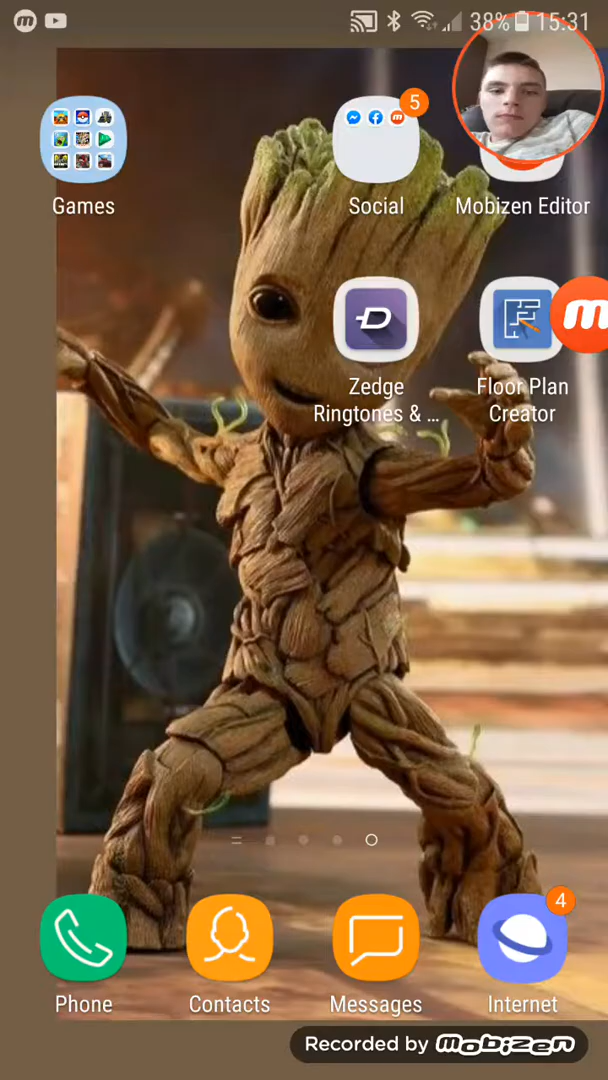 38% 15:31
5
Games
Social
Mobizen Editor
Zedge
Ringtones & ...
Floor Plan
Creator
4
Phone
Contacts
Messages
Internet
Recorded by mobizen